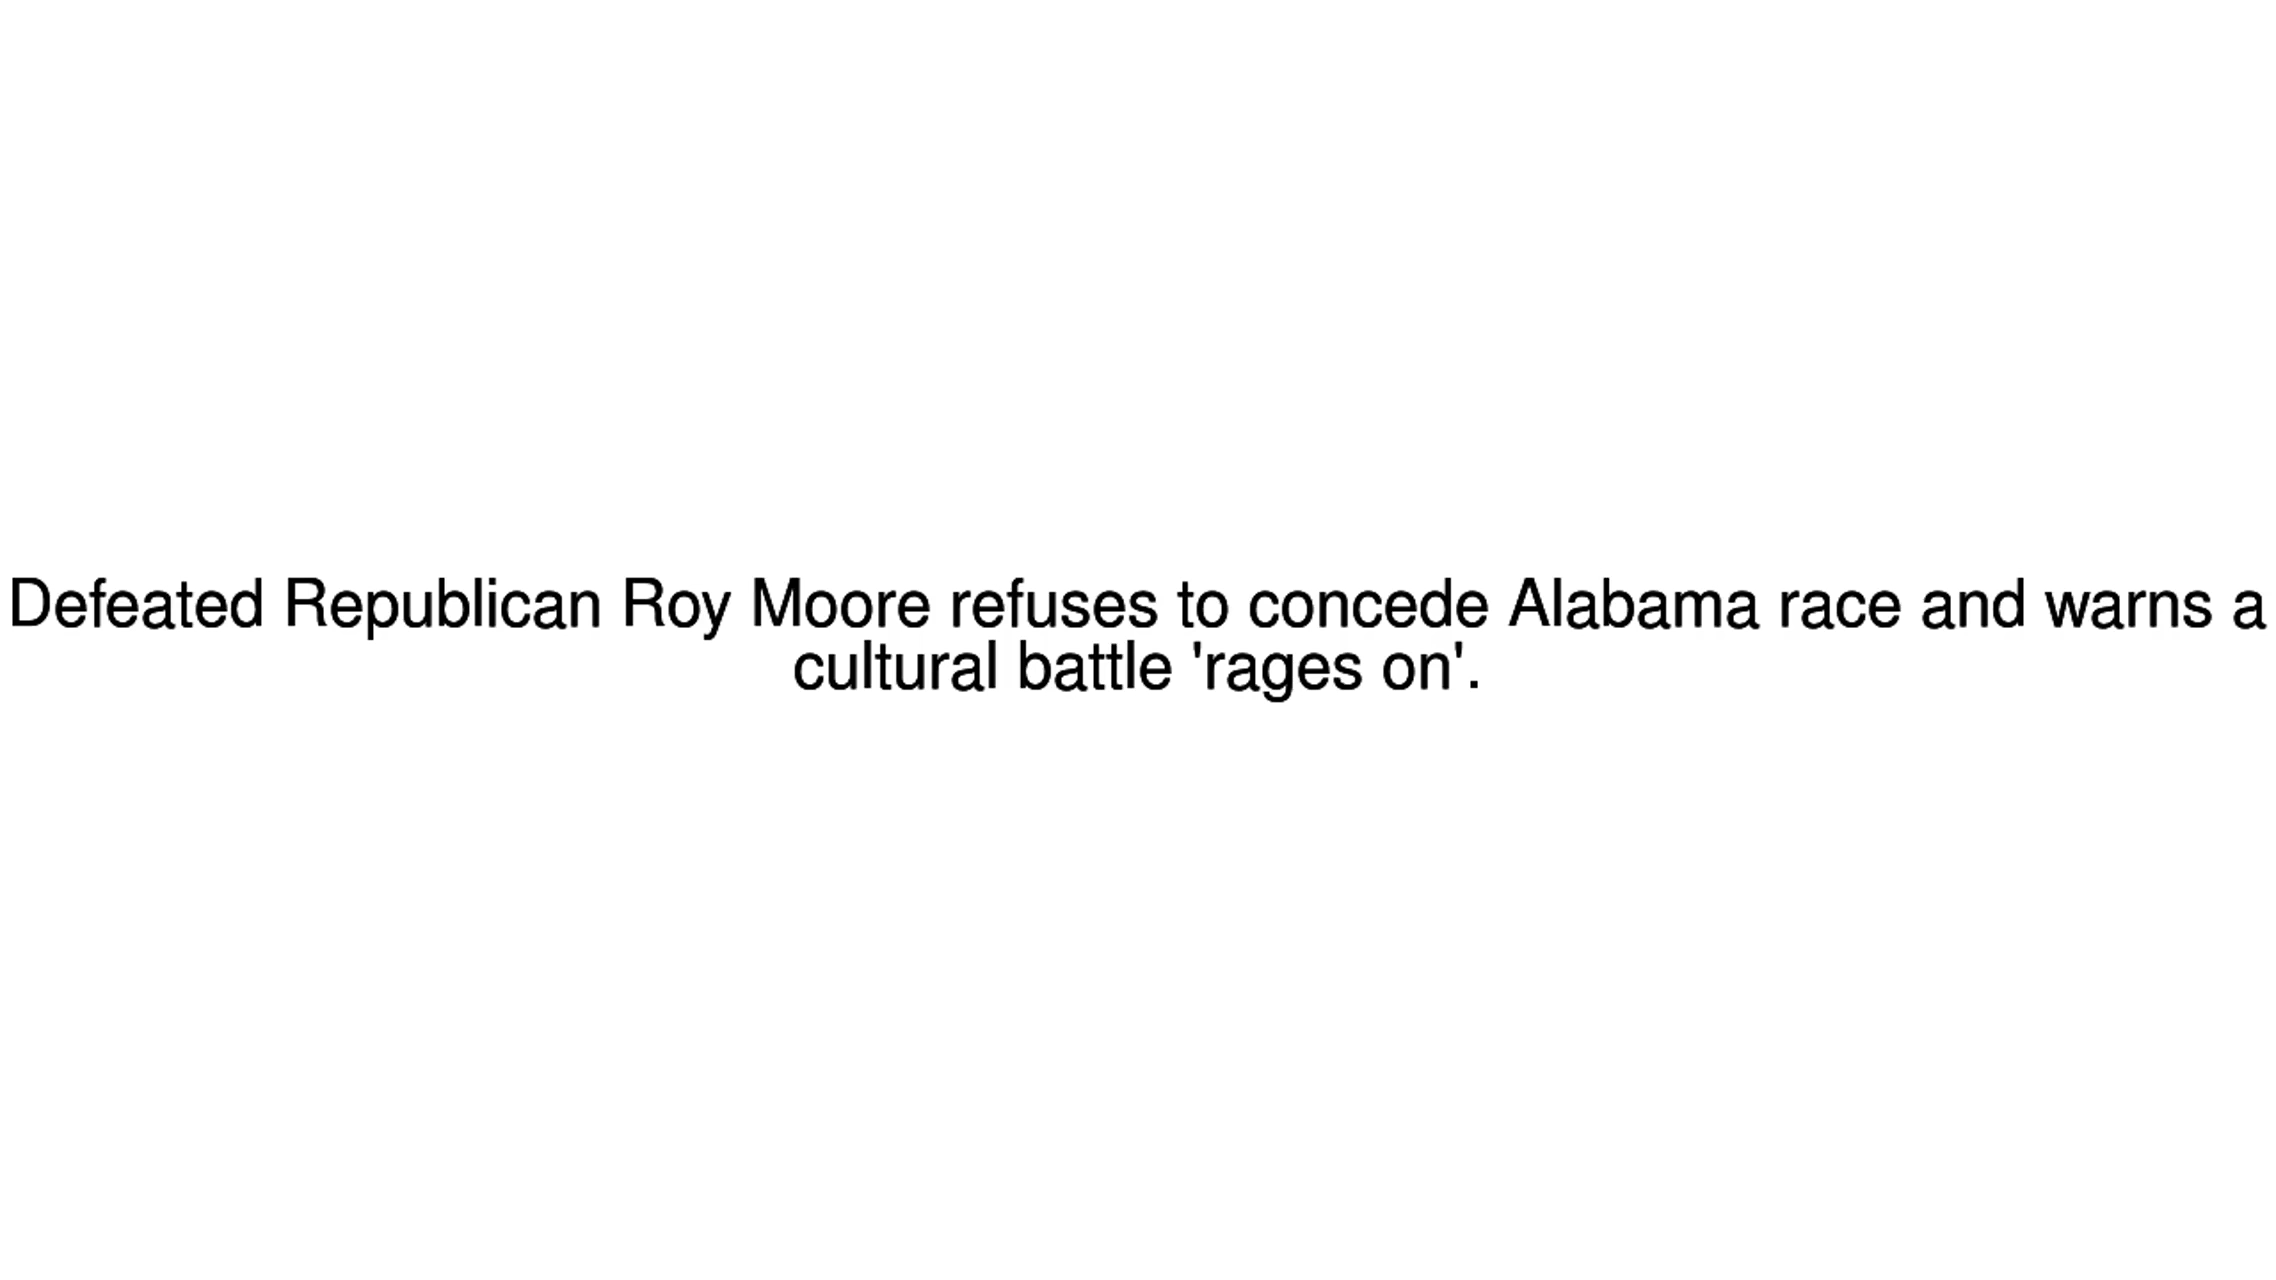 Defeated Republican Roy Moore refuses to concede Alabama race and warns a
cultural battle 'rages on'.